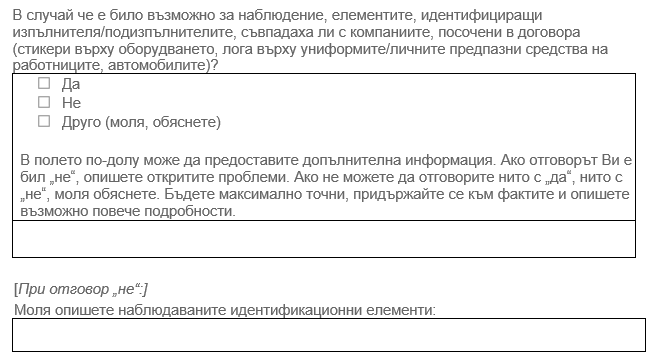 В случай че е било възможно за наблюдение, елементите, идентифициращи
изпълнителя/подизпълнителите, съвпадаха ли с компаниите, посочени в договора
(стикери върху оборудването, лога върху униформите/личните предпазни средства на
работниците, автомобилите)?
☐ Да
☐ Не
☐ Друго (моля, обяснете)
В полето по-долу може да предоставите допълнителна информация. Ако отговорът Ви е
бил „не“, опишете откритите проблеми. Ако не можете да отговорите нито с „да“, нито с
„не“, моля обяснете. Бъдете максимално точни, придържайте се към фактите и опишете
възможно повече подробности.
[При отговор „не“:]
Моля опишете наблюдаваните идентификационни елементи: